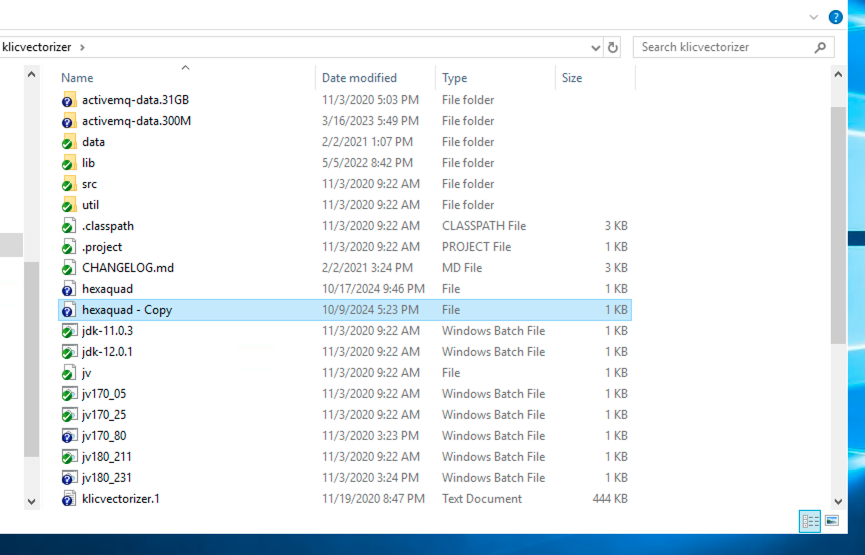 klicvectorizer >
Search klicvectorizer
Name Date modified Type Size
activemq-data.31GB 11/3/2020 5:03 PM File folder
activemq-data.300M 3/16/2023 5:49 PM File folder
data 2/2/2021 1:07 PM File folder
lib 5/5/2022 8:42 PM File folder
src 11/3/2020 9:22 AM File folder
util 11/3/2020 9:22 AM File folder
.classpath 11/3/2020 9:22 AM CLASSPATH File 3 KB
.project 11/3/2020 9:22 AM PROJECT File 1 KB
CHANGELOG.md 2/2/2021 3:24 PM MD File 3 KB
hexaquad 10/17/2024 9:46 PM File 1 KB
hexaquad - Copy 10/9/2024 5:23 PM File 1 KB
jdk-11.0.3 11/3/2020 9:22 AM Windows Batch File 1 KB
jdk-12.0.1 11/3/2020 9:22 AM Windows Batch File 1 KB
jv 11/3/2020 9:22 AM File 1 KB
jv170_05 11/3/2020 9:22 AM Windows Batch File 1 KB
jv170_25 11/3/2020 9:22 AM Windows Batch File 1 KB
jv170_80 11/3/2020 3:23 PM Windows Batch File 1 KB
jv180_211 11/3/2020 9:22 AM Windows Batch File 1 KB
jv180_231 11/3/2020 3:24 PM Windows Batch File 1 KB
klicvectorizer.1 11/19/2020 8:47 PM Text Document 444 KB